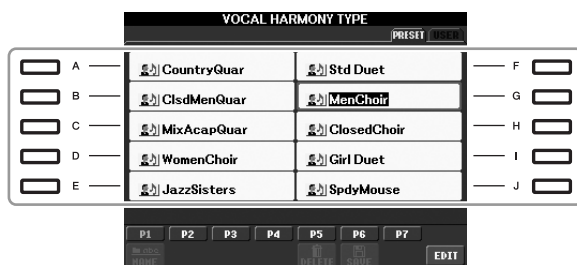 VOCAL HARMONY TYPE
PRESET USER
A CountryQuar Std Duet F
B ClsdMenQuar MenChoir G
C MixAcapQuar ClosedChoir H
D WomenChoir Girl Duet I
E JazzSisters SpdyMouse J
P1 P2 P3 P4 P5 P6 P7
NAME DELETE SAVE EDIT